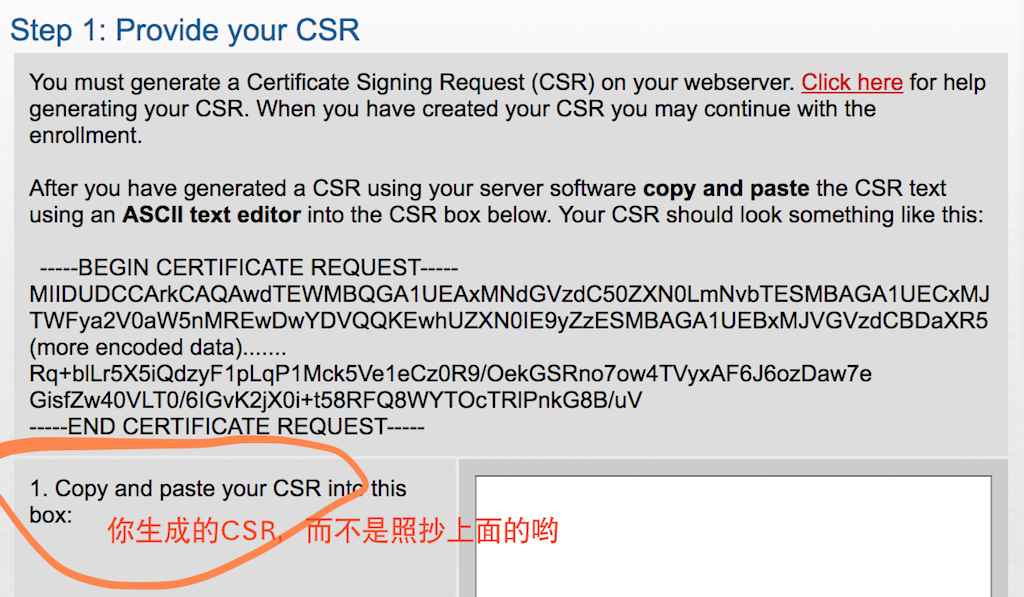 Step 1: Provide your CSR
You must generate a Certificate Signing Request (CSR) on your webserver. Click here for help
generating your CSR. When you have created your CSR you may continue with the
enrollment.
After you have generated a CSR using your server software copy and paste the CSR text
using an ASCII text editor into the CSR box below. Your CSR should look something like this:
-----BEGIN CERTIFICATE REQUEST-----
MIIDUDCCArkCAQAwdTEWMBQGA1UEAxMNdGVzdC50ZXN0LmNvbTESMBAGA1UECxMJ
TWFya2V0aW5nMREwDwYDVQQKEwhUZXN0IE9yZzESMBAGA1UEBxMJVGVzdCBDaXR5
(more encoded data).......
Rq+blLr5X5iQdzyF1pLqP1Mck5Ve1eCz0R9/OekGSRno7ow4TVyxAF6J6ozDaw7e
GisfZw40VLT0/6IGvK2jX0i+t58RFQ8WYTOcTRIPnkG8B/uV
-----END CERTIFICATE REQUEST-----
1. Copy and paste your CSR into this
box:
你生成的CSR，而不是照抄上面的哟